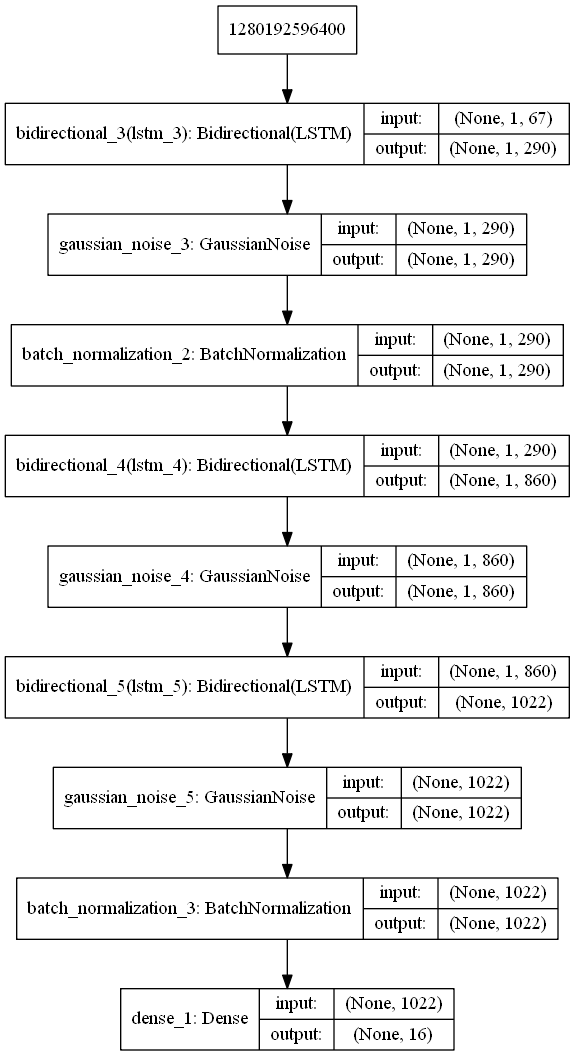 1280192596400
bidirectional_3(lstm_3): Bidirectional(LSTM) input: (None, 1, 67)
output: (None, 1, 290)
gaussian_noise_3: GaussianNoise input: (None, 1, 290)
output: (None, 1, 290)
batch_normalization_2: BatchNormalization input: (None, 1, 290)
output: (None, 1, 290)
bidirectional_4(lstm_4): Bidirectional(LSTM) input: (None, 1, 290)
output: (None, 1, 860)
gaussian_noise_4: GaussianNoise input: (None, 1, 860)
output: (None, 1, 860)
bidirectional_5(lstm_5): Bidirectional(LSTM) input: (None, 1, 860)
output: (None, 1022)
gaussian_noise_5: GaussianNoise input: (None, 1022)
output: (None, 1022)
batch_normalization_3: BatchNormalization input: (None, 1022)
output: (None, 1022)
dense_1: Dense input: (None, 1022)
output: (None, 16)